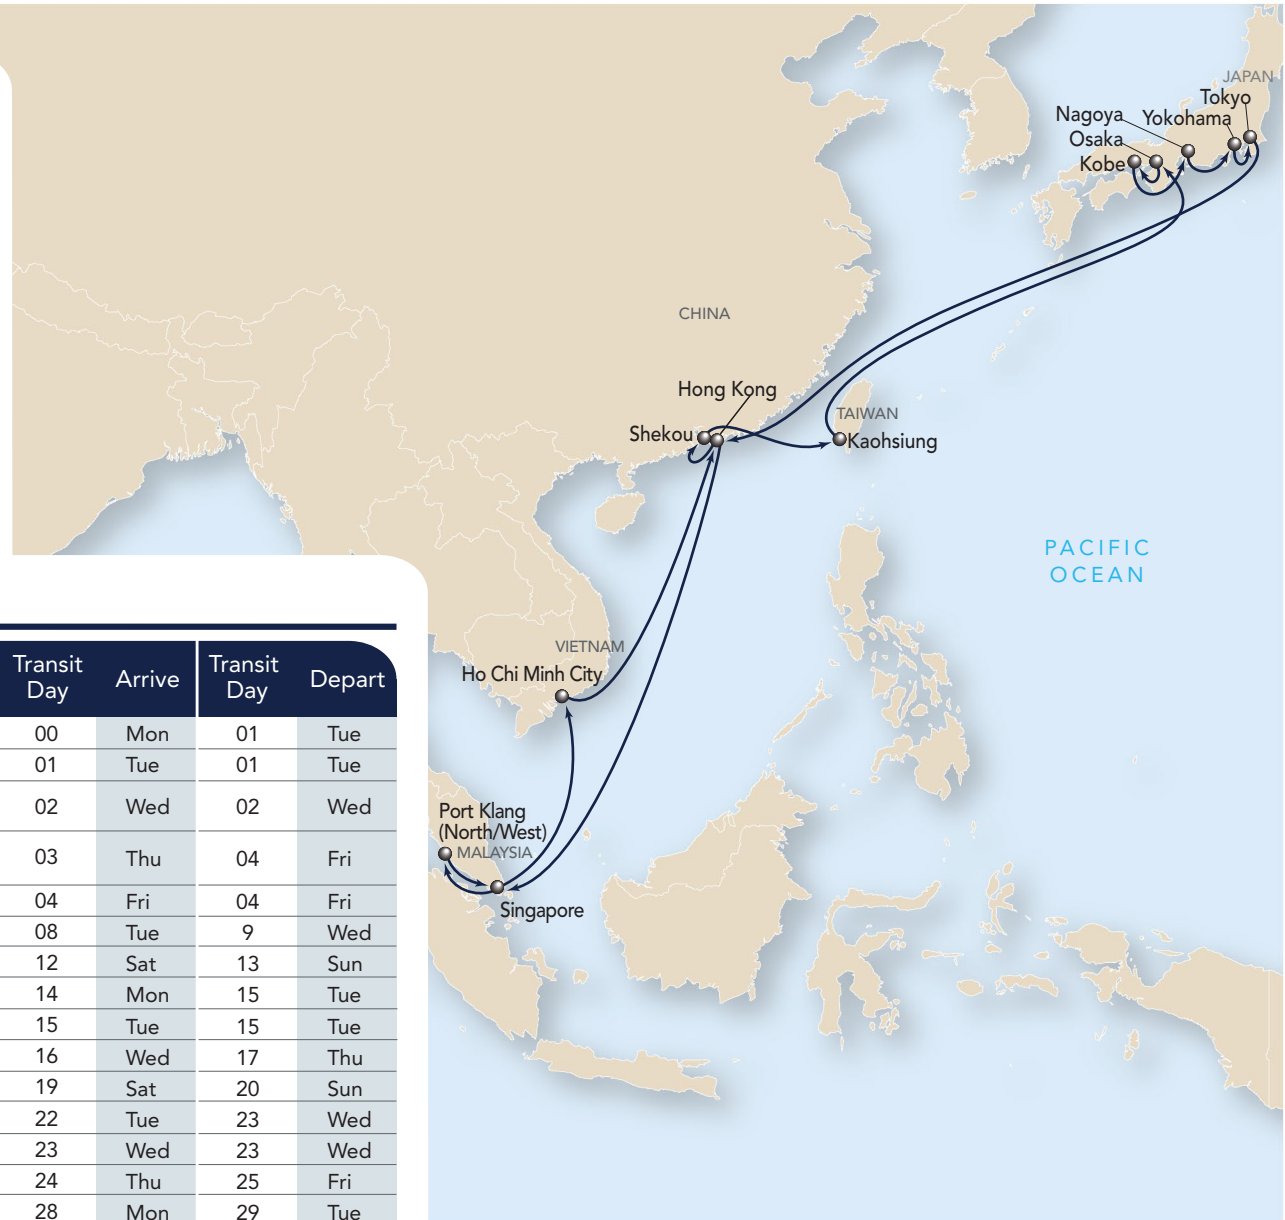 JAPAN
Tokyo
Nagoya
Yokohama
Osaka
Kobe
CHINA
Hong Kong
TAIWAN
Shekou
Kaohsiung
PACIFIC
OCEAN
VIETNAM
Ho Chi Minh City
Port Klang
(North/West)
MALAYSIA
Singapore
Transit Day Arrive Transit Day Depart
00 Mon 01 Tue
01 Tue 01 Tue
02 Wed 02 Wed
03 Thu 04 Fri
04 Fri 04 Fri
08 Tue 9 Wed
12 Sat 13 Sun
14 Mon 15 Tue
15 Tue 15 Tue
16 Wed 17 Thu
19 Sat 20 Sun
22 Tue 23 Wed
23 Wed 23 Wed
24 Thu 25 Fri
28 Mon 29 Tue